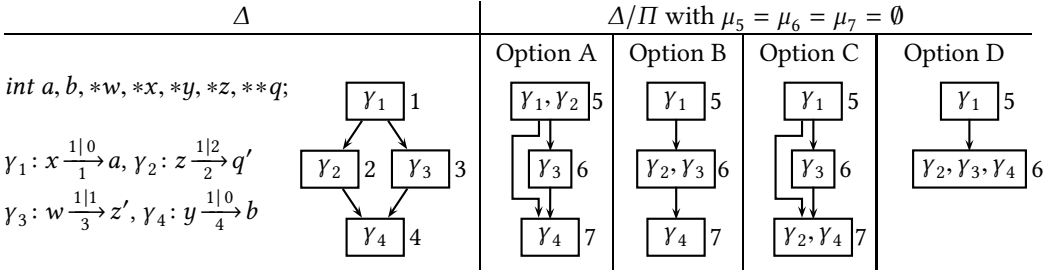 Δ Δ/Π with μ₅ = μ₆ = μ₇ = ∅
Option A Option B Option C Option D
int a, b, *w, *x, *y, *z, **q;
γ₁ 1 γ₁, γ₂ 5 γ₁ 5 γ₁ 5 γ₁ 5
γ₁: x —1|0→₁ a, γ₂: z —1|2→₂ q′
γ₂ 2 γ₃ 3 γ₃ 6 γ₂, γ₃ 6 γ₃ 6 γ₂, γ₃, γ₄ 6
γ₃: w —1|1→₃ z′, γ₄: y —1|0→₄ b
γ₄ 4 γ₄ 7 γ₄ 7 γ₂, γ₄ 7